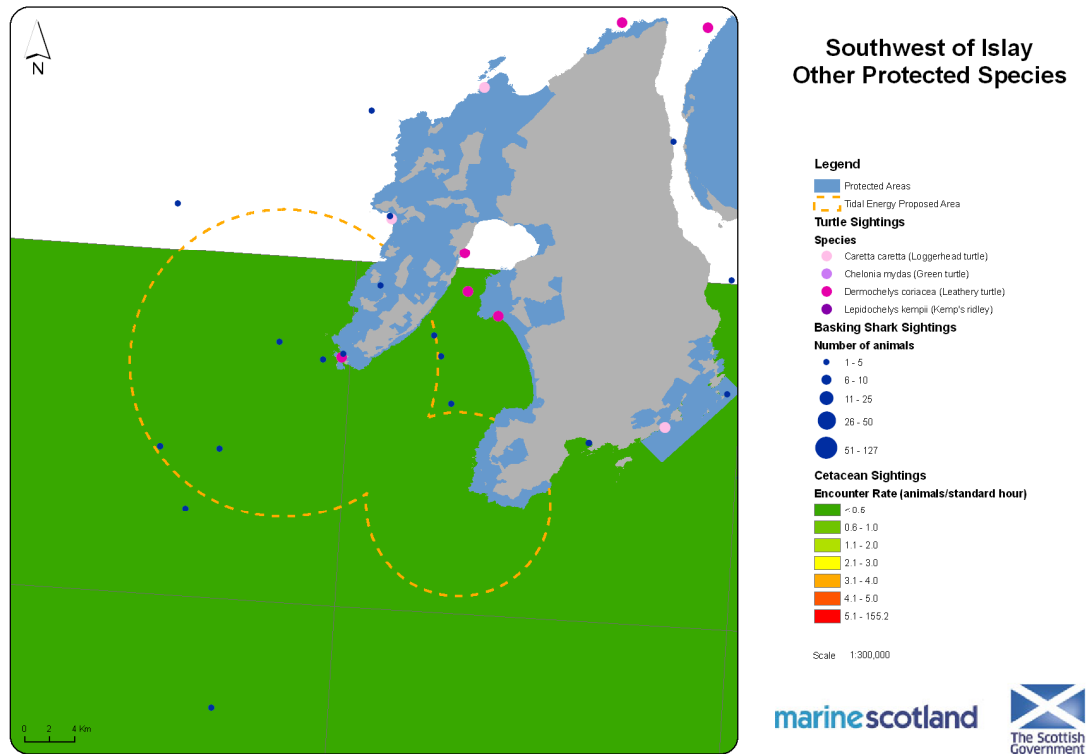 N
0 2 4 Km
Southwest of Islay
Other Protected Species
Legend
Protected Areas
Tidal Energy Proposed Area
Turtle Sightings
Species
Caretta caretta (Loggerhead turtle)
Chelonia mydas (Green turtle)
Dermochelys coriacea (Leathery turtle)
Lepidochelys kempii (Kemp's ridley)
Basking Shark Sightings
Number of animals
1 - 5
6 - 10
11 - 25
26 - 50
51 - 127
Cetacean Sightings
Encounter Rate (animals/standard hour)
< 0.6
0.6 - 1.0
1.1 - 2.0
2.1 - 3.0
3.1 - 4.0
4.1 - 5.0
5.1 - 155.2
Scale 1:300,000
marinescotland
The Scottish
Government